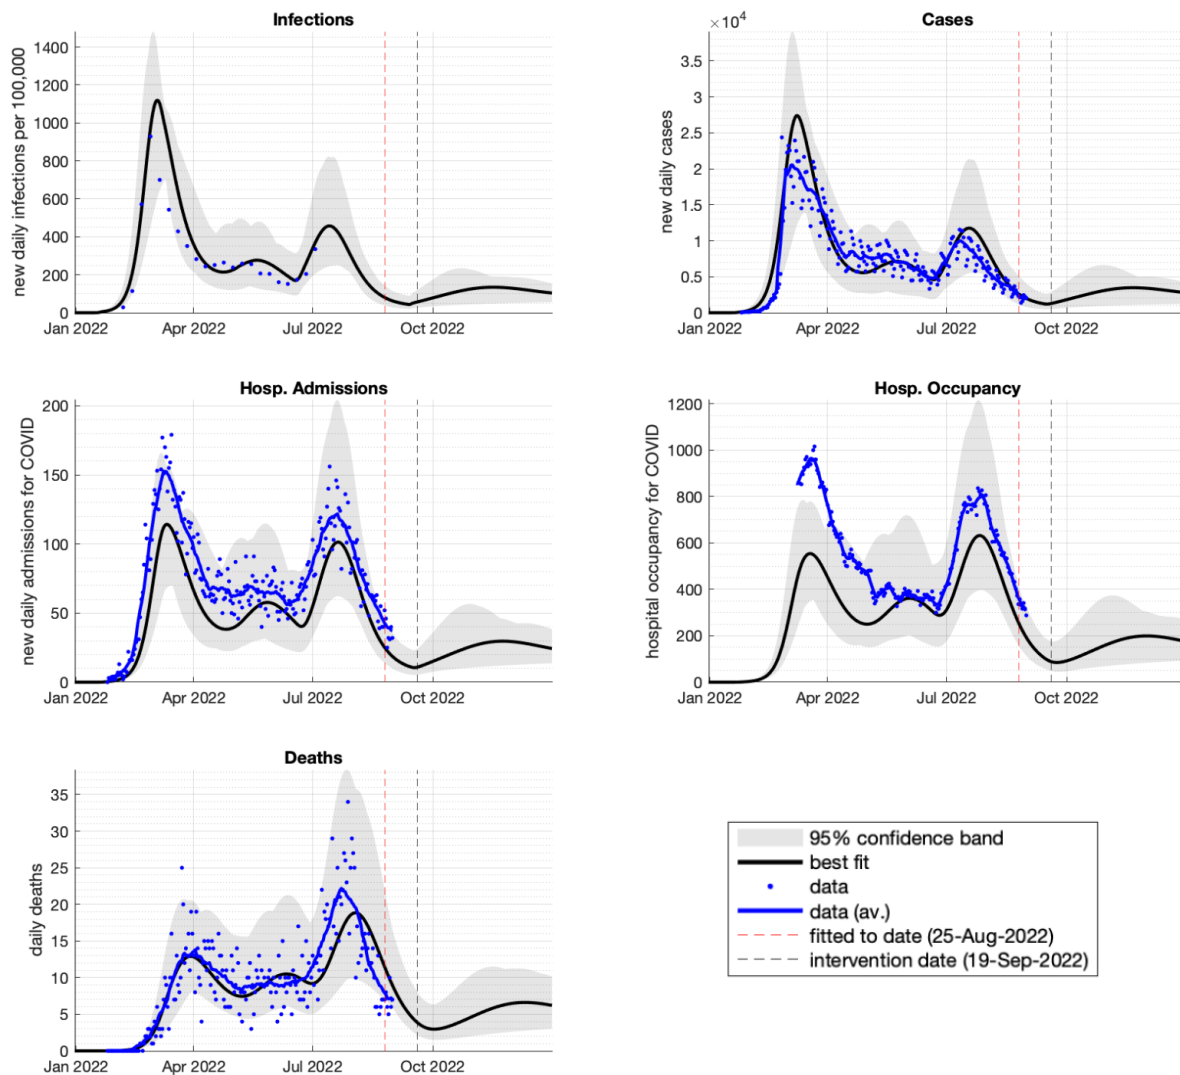 Infections
new daily infections per 100,000
1400
1200
1000
800
600
400
200
0
Jan 2022 Apr 2022 Jul 2022 Oct 2022
Cases
×10⁴
new daily cases
3.5
3
2.5
2
1.5
1
0.5
0
Jan 2022 Apr 2022 Jul 2022 Oct 2022
Hosp. Admissions
new daily admissions for COVID
200
150
100
50
0
Jan 2022 Apr 2022 Jul 2022 Oct 2022
Hosp. Occupancy
hospital occupancy for COVID
1200
1000
800
600
400
200
0
Jan 2022 Apr 2022 Jul 2022 Oct 2022
Deaths
daily deaths
35
30
25
20
15
10
5
0
Jan 2022 Apr 2022 Jul 2022 Oct 2022
95% confidence band
best fit
data
data (av.)
fitted to date (25-Aug-2022)
intervention date (19-Sep-2022)